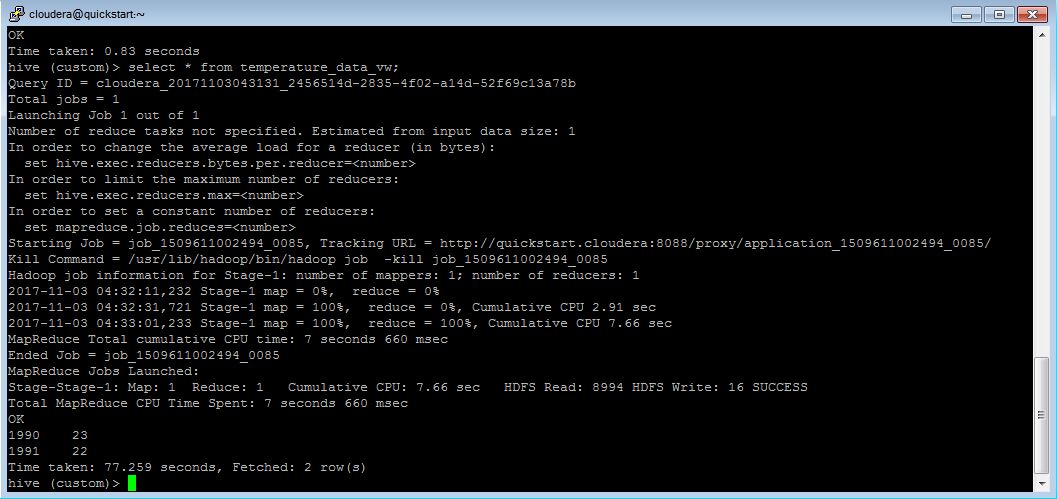 cloudera@quickstart:~
OK
Time taken: 0.83 seconds
hive (custom)> select * from temperature_data_vw;
Query ID = cloudera_20171103043131_2456514d-2835-4f02-a14d-52f69c13a78b
Total jobs = 1
Launching Job 1 out of 1
Number of reduce tasks not specified. Estimated from input data size: 1
In order to change the average load for a reducer (in bytes):
  set hive.exec.reducers.bytes.per.reducer=<number>
In order to limit the maximum number of reducers:
  set hive.exec.reducers.max=<number>
In order to set a constant number of reducers:
  set mapreduce.job.reduces=<number>
Starting Job = job_1509611002494_0085, Tracking URL = http://quickstart.cloudera:8088/proxy/application_1509611002494_0085/
Kill Command = /usr/lib/hadoop/bin/hadoop job  -kill job_1509611002494_0085
Hadoop job information for Stage-1: number of mappers: 1; number of reducers: 1
2017-11-03 04:32:11,232 Stage-1 map = 0%,  reduce = 0%
2017-11-03 04:32:31,721 Stage-1 map = 100%,  reduce = 0%, Cumulative CPU 2.91 sec
2017-11-03 04:33:01,233 Stage-1 map = 100%,  reduce = 100%, Cumulative CPU 7.66 sec
MapReduce Total cumulative CPU time: 7 seconds 660 msec
Ended Job = job_1509611002494_0085
MapReduce Jobs Launched:
Stage-Stage-1: Map: 1  Reduce: 1   Cumulative CPU: 7.66 sec   HDFS Read: 8994 HDFS Write: 16 SUCCESS
Total MapReduce CPU Time Spent: 7 seconds 660 msec
OK
1990    23
1991    22
Time taken: 77.259 seconds, Fetched: 2 row(s)
hive (custom)>